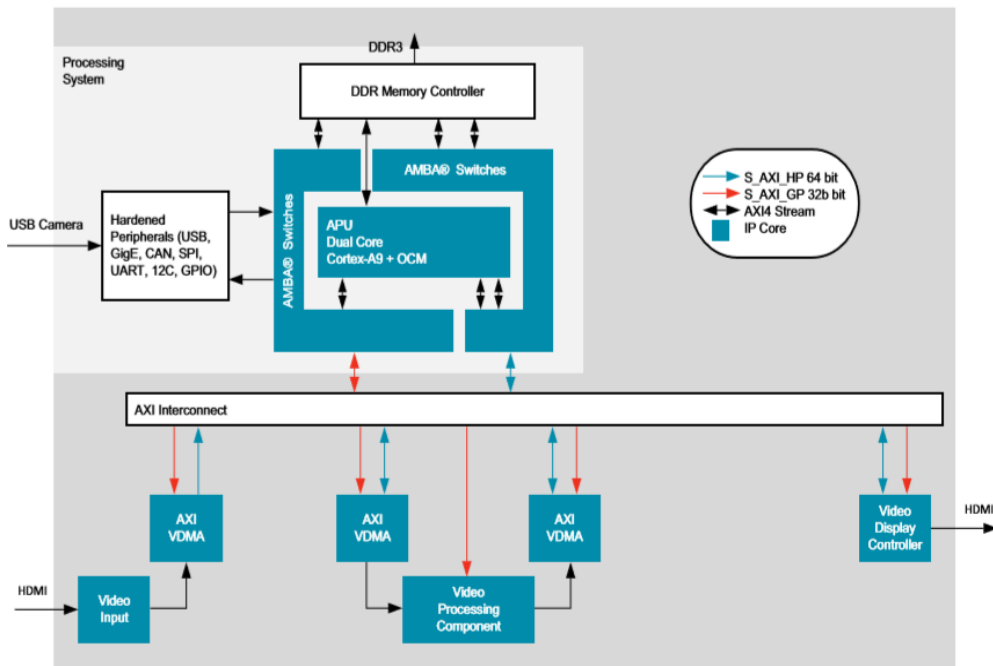 DDR3
Processing
System
DDR Memory Controller
AMBA® Switches
AMBA® Switches
USB Camera
Hardened
Peripherals (USB,
GigE, CAN, SPI,
UART, 12C, GPIO)
APU
Dual Core
Cortex-A9 + OCM
S_AXI_HP 64 bit
S_AXI_GP 32b bit
AXI4 Stream
IP Core
AXI Interconnect
AXI
VDMA
AXI
VDMA
AXI
VDMA
Video
Display
Controller
HDMI
HDMI
Video
Input
Video
Processing
Component